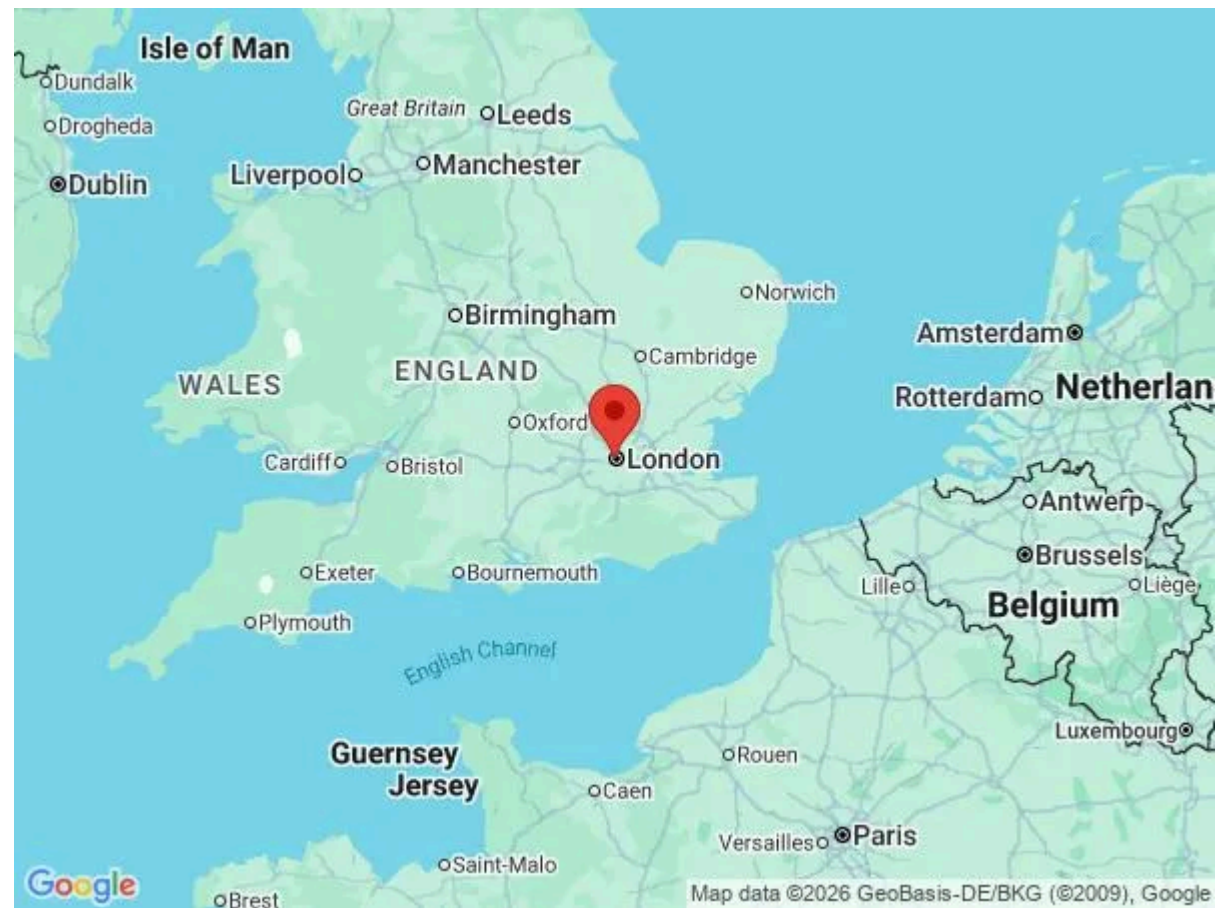 Isle of Man
Dundalk
Great Britain
Leeds
Drogheda
Manchester
Liverpool
Dublin
Norwich
Birmingham
Amsterdam
Cambridge
ENGLAND
WALES
Netherlan
Rotterdam
Oxford
London
Cardiff
Bristol
Antwerp
Brussels
Exeter
Bournemouth
Lille
Liège
Belgium
Plymouth
English Channel
Luxembourg
Guernsey
Rouen
Jersey
Caen
Paris
Versailles
Saint-Malo
Google
Brest
Map data ©2026 GeoBasis-DE/BKG (©2009), Google